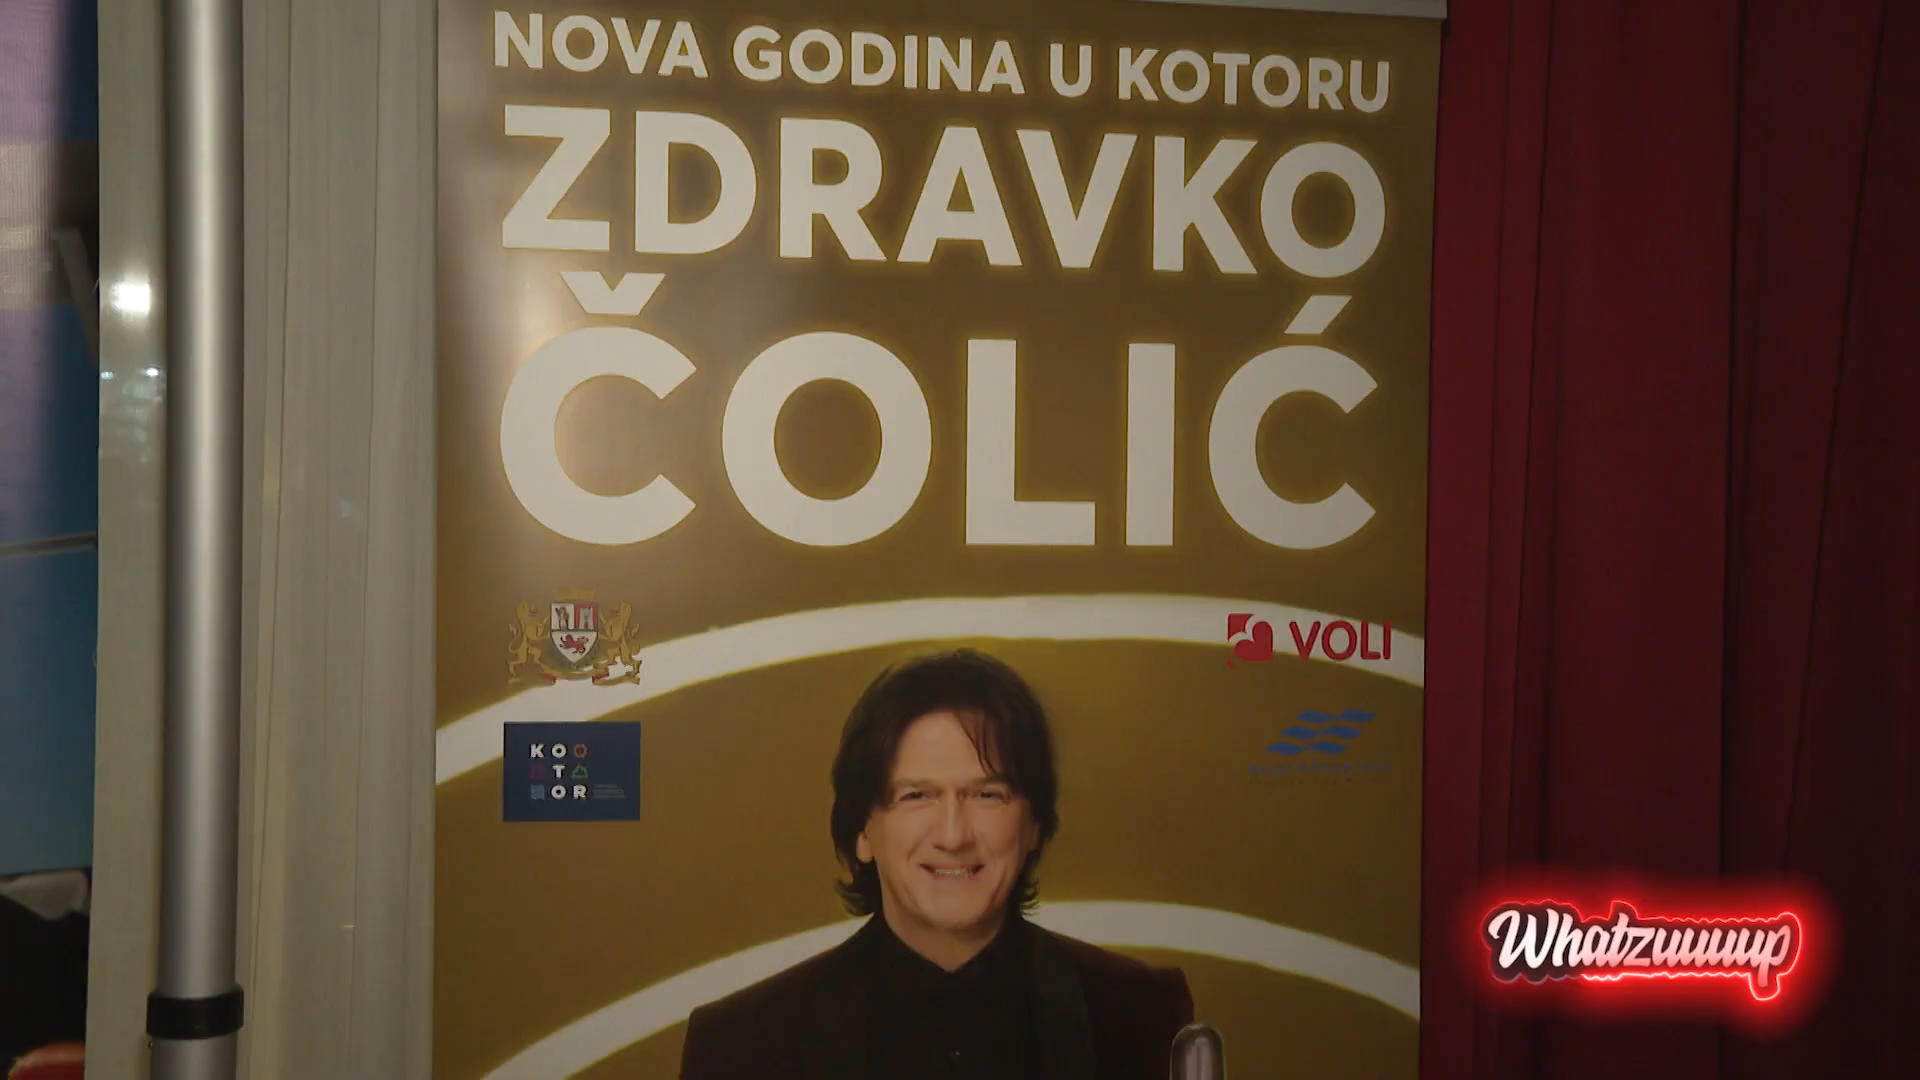 NOVA GODINA U KOTORU
ZDRAVKO
ČOLIĆ
VOLI
KO
T
OR
Whatzuuuup